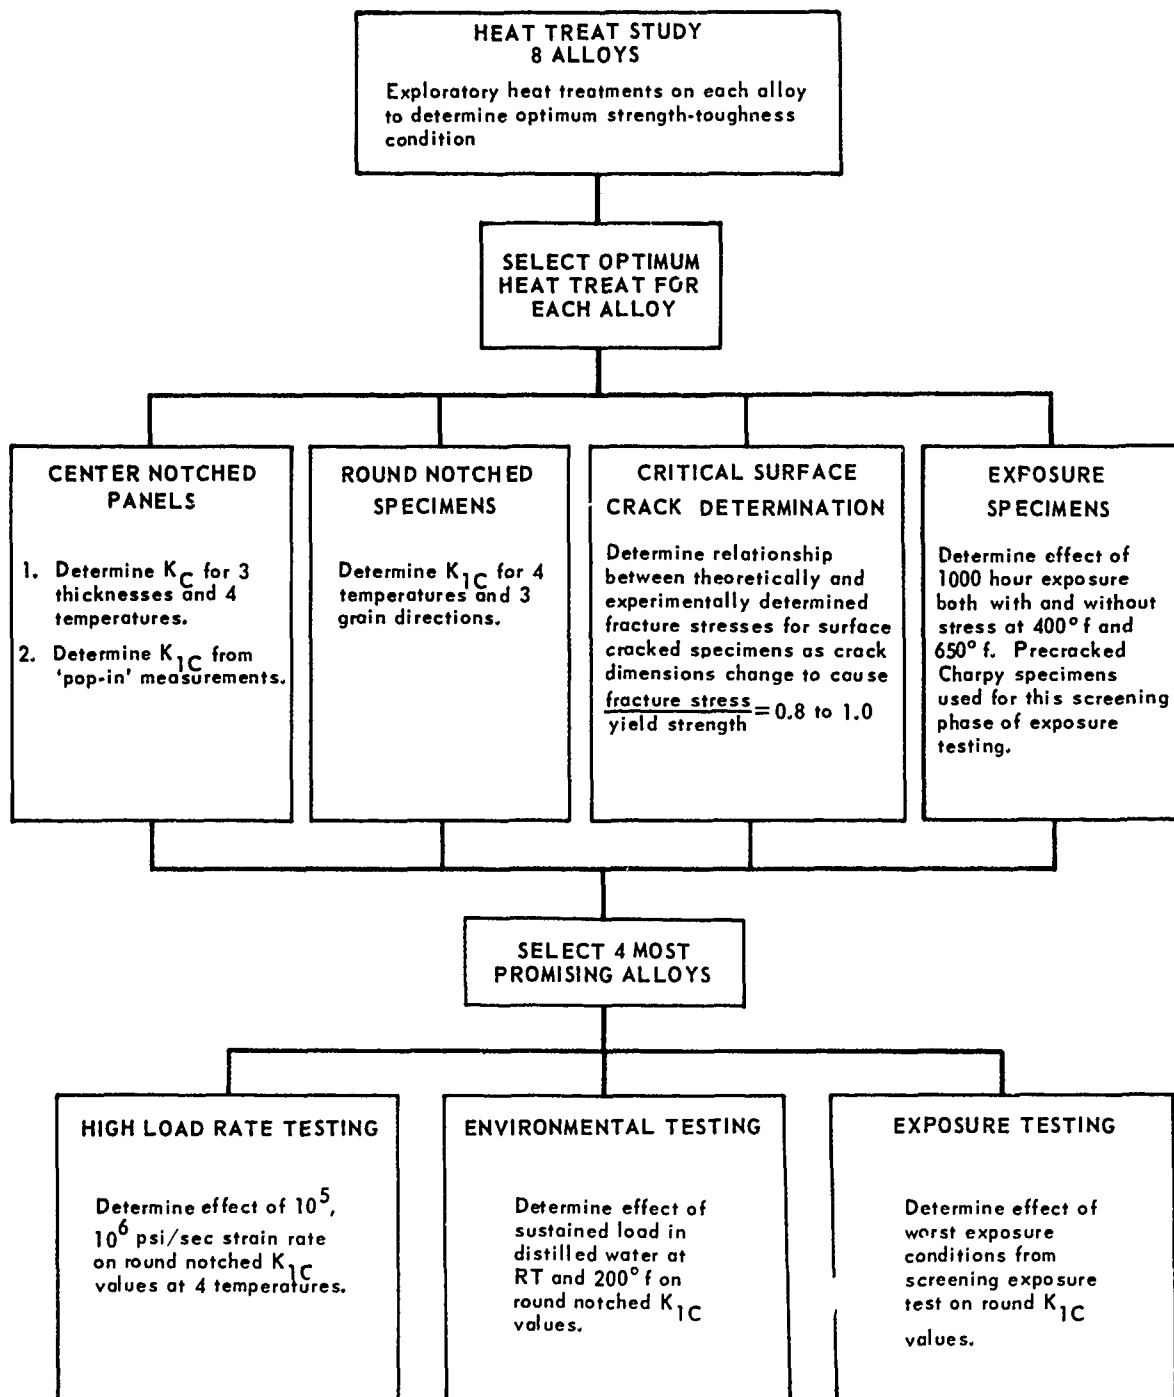 HEAT TREAT STUDY
8 ALLOYS
Exploratory heat treatments on each alloy
to determine optimum strength-toughness
condition
SELECT OPTIMUM
HEAT TREAT FOR
EACH ALLOY
CENTER NOTCHED
PANELS
1. Determine K_C for 3
thicknesses and 4
temperatures.
2. Determine K_1C from
'pop-in' measurements.
ROUND NOTCHED
SPECIMENS
Determine K_1C for 4
temperatures and 3
grain directions.
CRITICAL SURFACE
CRACK DETERMINATION
Determine relationship
between theoretically and
experimentally determined
fracture stresses for surface
cracked specimens as crack
dimensions change to cause
fracture stress
yield strength = 0.8 to 1.0
EXPOSURE
SPECIMENS
Determine effect of
1000 hour exposure
both with and without
stress at 400° f and
650° f. Precracked
Charpy specimens
used for this screening
phase of exposure
testing.
SELECT 4 MOST
PROMISING ALLOYS
HIGH LOAD RATE TESTING
Determine effect of 10^5,
10^6 psi/sec strain rate
on round notched K_1C
values at 4 temperatures.
ENVIRONMENTAL TESTING
Determine effect of
sustained load in
distilled water at
RT and 200° f on
round notched K_1C
values.
EXPOSURE TESTING
Determine effect of
worst exposure
conditions from
screening exposure
test on round K_1C
values.